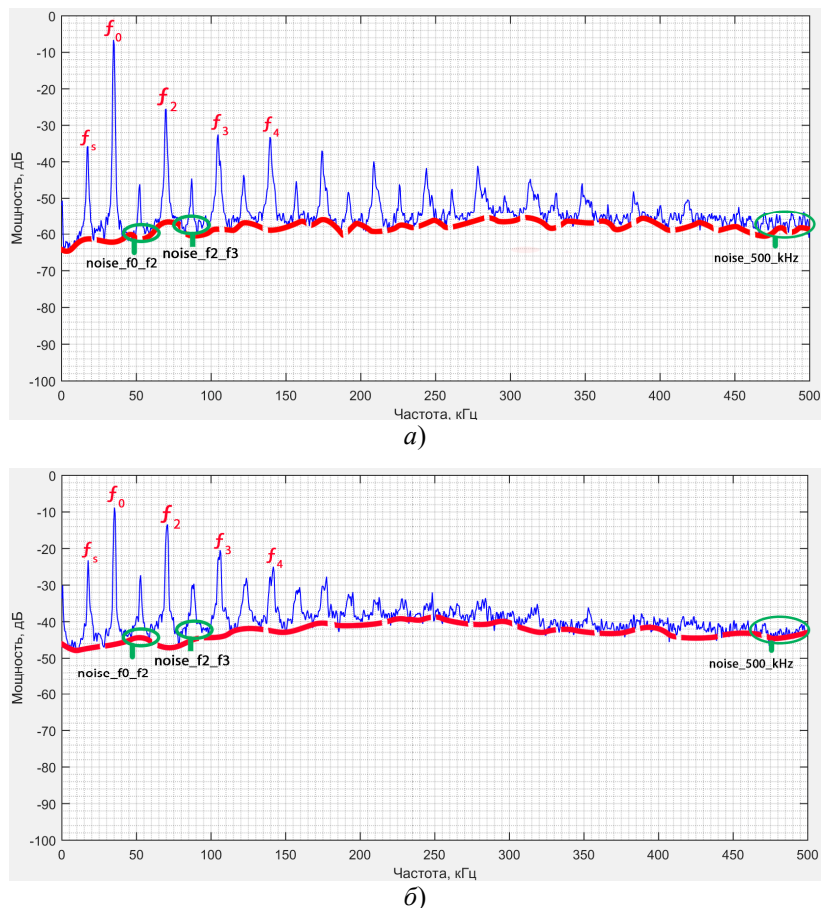 0
-10
-20
-30
-40
-50
-60
-70
-80
-90
-100
Мощность, дБ
fs
f0
f2
f3
f4
noise_f0_f2
noise_f2_f3
noise_500_kHz
0 50 100 150 200 250 300 350 400 450 500
Частота, кГц
а)
0
-10
-20
-30
-40
-50
-60
-70
-80
-90
-100
Мощность, дБ
fs
f0
f2
f3
f4
noise_f0_f2
noise_f2_f3
noise_500_kHz
0 50 100 150 200 250 300 350 400 450 500
Частота, кГц
б)